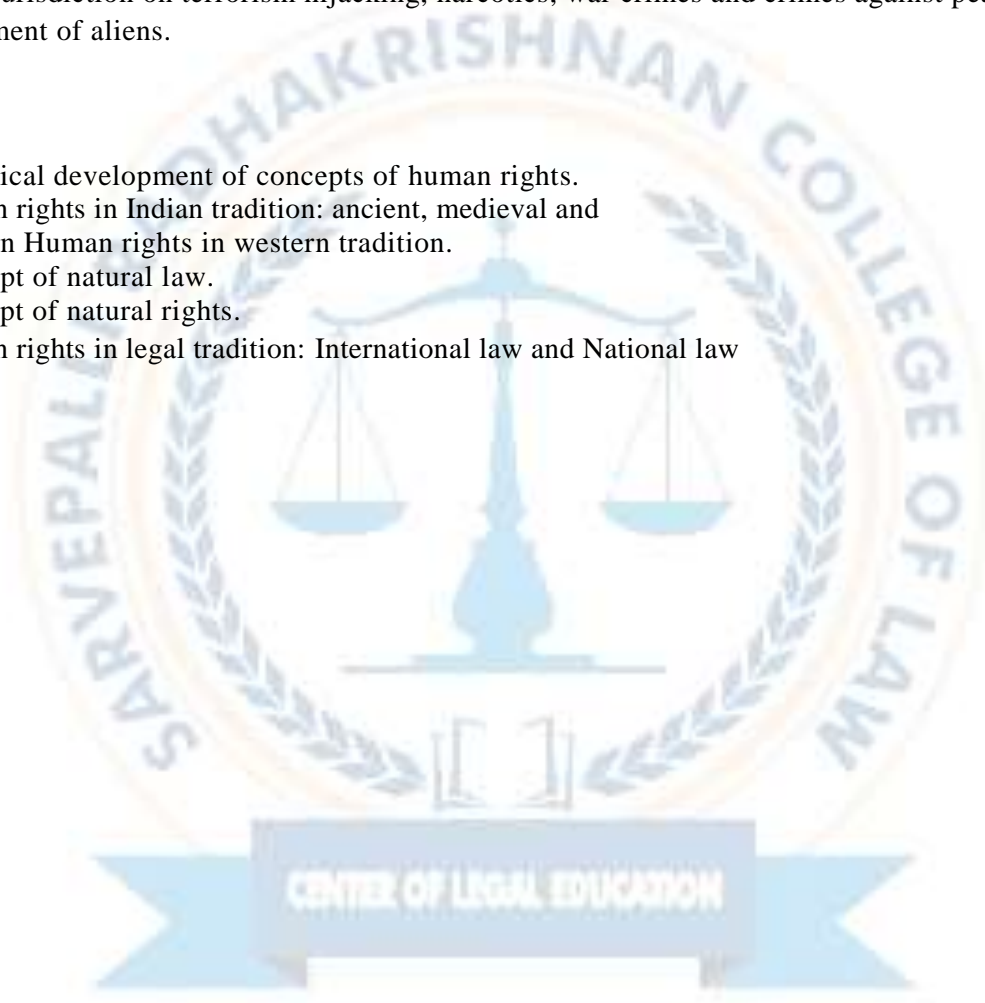 urisdiction on terrorism hijacking, narcotics, war crimes and crimes against pe
ment of aliens.
ical development of concepts of human rights.
n rights in Indian tradition: ancient, medieval and
n Human rights in western tradition.
pt of natural law.
pt of natural rights.
n rights in legal tradition: International law and National law
SARVEPALLI RADHAKRISHNAN COLLEGE OF LAW
CENTER OF LEGAL EDUCATION